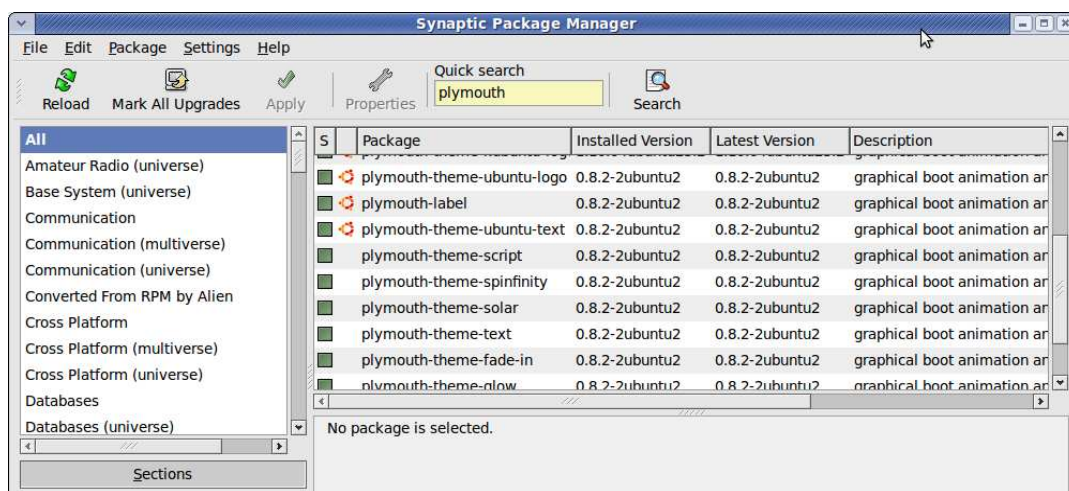 Synaptic Package Manager
File Edit Package Settings Help
Reload Mark All Upgrades Apply Properties Quick search plymouth Search
All
Amateur Radio (universe)
Base System (universe)
Communication
Communication (multiverse)
Communication (universe)
Converted From RPM by Alien
Cross Platform
Cross Platform (multiverse)
Cross Platform (universe)
Databases
Databases (universe)
Sections
S Package Installed Version Latest Version Description
plymouth-theme-ubuntu-logo 0.8.2-2ubuntu2 0.8.2-2ubuntu2 graphical boot animation an
plymouth-label 0.8.2-2ubuntu2 0.8.2-2ubuntu2 graphical boot animation an
plymouth-theme-ubuntu-text 0.8.2-2ubuntu2 0.8.2-2ubuntu2 graphical boot animation an
plymouth-theme-script 0.8.2-2ubuntu2 0.8.2-2ubuntu2 graphical boot animation an
plymouth-theme-spinfinity 0.8.2-2ubuntu2 0.8.2-2ubuntu2 graphical boot animation an
plymouth-theme-solar 0.8.2-2ubuntu2 0.8.2-2ubuntu2 graphical boot animation an
plymouth-theme-text 0.8.2-2ubuntu2 0.8.2-2ubuntu2 graphical boot animation an
plymouth-theme-fade-in 0.8.2-2ubuntu2 0.8.2-2ubuntu2 graphical boot animation an
plymouth-theme-glow 0.8.2-2ubuntu2 0.8.2-2ubuntu2 graphical boot animation an
No package is selected.